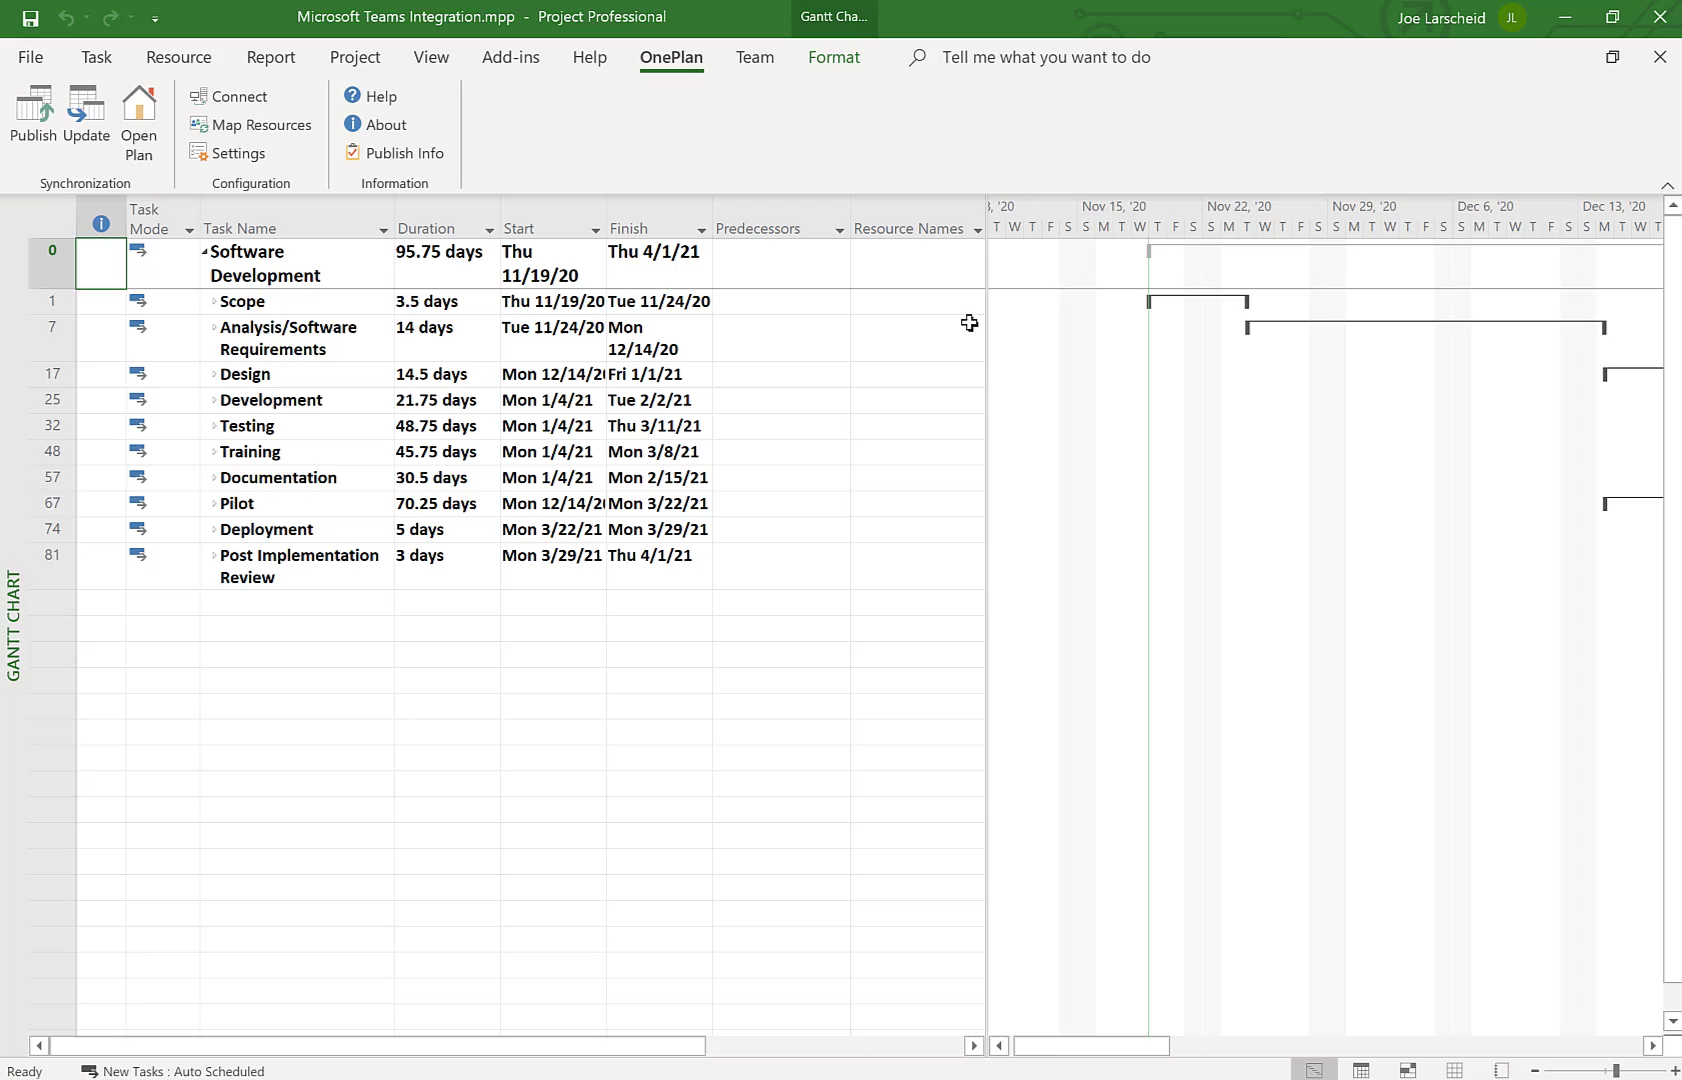 Microsoft Teams Integration.mpp - Project Professional
Gantt Cha...
Joe Larscheid
JL
File
Task
Resource
Report
Project
View
Add-ins
Help
OnePlan
Team
Format
Tell me what you want to do
Publish
Update
Open
Plan
Synchronization
Connect
Map Resources
Settings
Configuration
Help
About
Publish Info
Information
Task
Mode
Task Name
Duration
Start
Finish
Predecessors
Resource Names
, '20
Nov 15, '20
Nov 22, '20
Nov 29, '20
Dec 6, '20
Dec 13, '20
T W T F S S M T W T F S S M T W T F S S M T W T F S S M T W T F S S M T W T
0 Software 95.75 days Thu Thu 4/1/21
Development 11/19/20
1 Scope 3.5 days Thu 11/19/20 Tue 11/24/20
7 Analysis/Software 14 days Tue 11/24/20 Mon
Requirements 12/14/20
17 Design 14.5 days Mon 12/14/2 Fri 1/1/21
25 Development 21.75 days Mon 1/4/21 Tue 2/2/21
32 Testing 48.75 days Mon 1/4/21 Thu 3/11/21
48 Training 45.75 days Mon 1/4/21 Mon 3/8/21
57 Documentation 30.5 days Mon 1/4/21 Mon 2/15/21
67 Pilot 70.25 days Mon 12/14/2 Mon 3/22/21
74 Deployment 5 days Mon 3/22/21 Mon 3/29/21
81 Post Implementation 3 days Mon 3/29/21 Thu 4/1/21
Review
GANTT CHART
Ready
New Tasks : Auto Scheduled